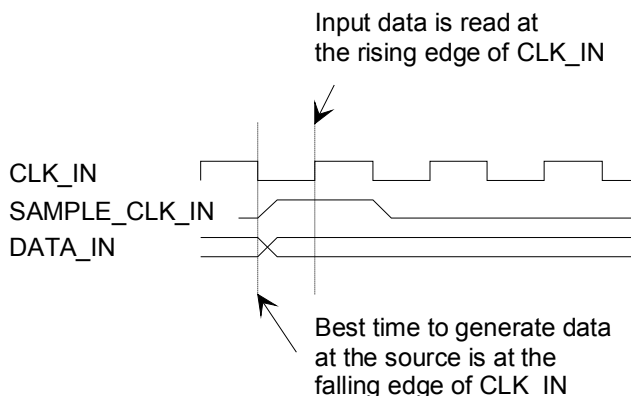 Input data is read at
the rising edge of CLK_IN
CLK_IN
SAMPLE_CLK_IN
DATA_IN
Best time to generate data
at the source is at the
falling edge of CLK_IN